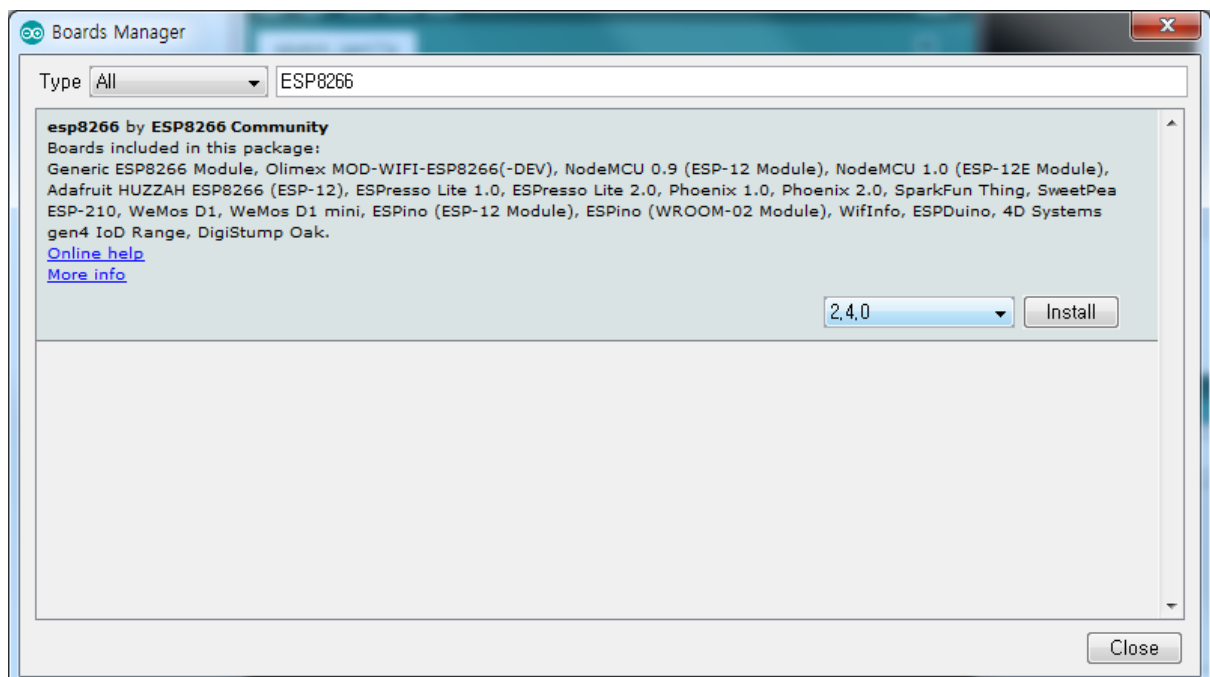 Boards Manager
Type All ESP8266
esp8266 by ESP8266 Community
Boards included in this package:
Generic ESP8266 Module, Olimex MOD-WIFI-ESP8266(-DEV), NodeMCU 0.9 (ESP-12 Module), NodeMCU 1.0 (ESP-12E Module),
Adafruit HUZZAH ESP8266 (ESP-12), ESPresso Lite 1.0, ESPresso Lite 2.0, Phoenix 1.0, Phoenix 2.0, SparkFun Thing, SweetPea
ESP-210, WeMos D1, WeMos D1 mini, ESPino (ESP-12 Module), ESPino (WROOM-02 Module), WifInfo, ESPDuino, 4D Systems
gen4 IoD Range, DigiStump Oak.
Online help
More info
2,4,0 Install
Close